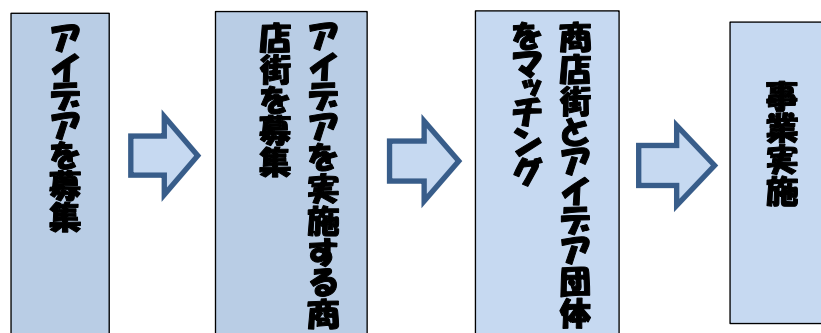 アイデアを募集
アイデアを実施する商
店街を募集
商店街とアイデア団体
をマッチング
事業実施